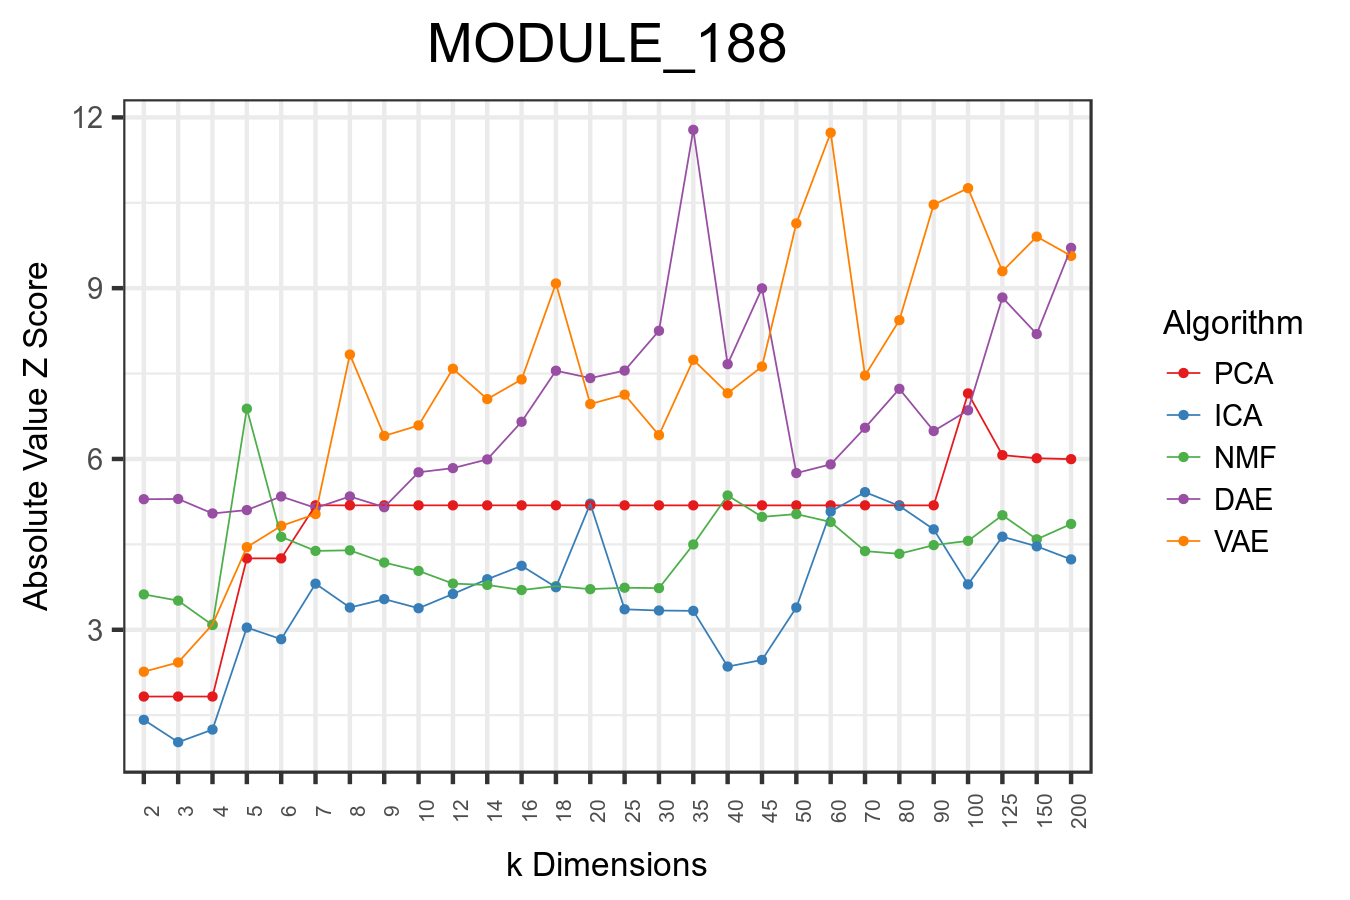 MODULE_188
Absolute Value Z Score
12
9
6
3
2 3 4 5 6 7 8 9 10 12 14 16 18 20 25 30 35 40 45 50 60 70 80 90 100 125 150 200
k Dimensions
Algorithm
PCA
ICA
NMF
DAE
VAE